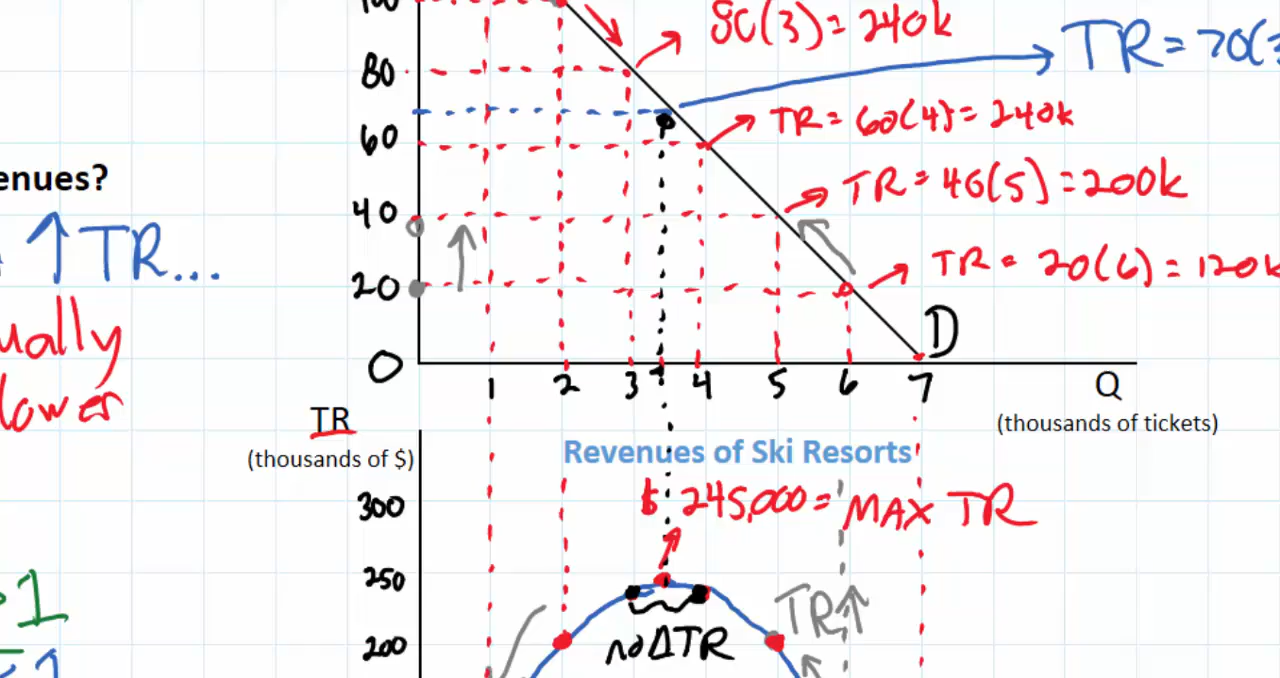 100
80(3) = 240k
TR = 70(3
80
60
TR = 60(4) = 240k
enues?
TR = 40(5) = 200k
40
↑ TR...
TR = 20(6) = 120k
20
ually
D
0
1 2 3 4 5 6 7 Q
lower
TR
(thousands of tickets)
(thousands of $)
Revenues of Ski Resorts
300
$ 245,000 = MAX TR
250
1
TR↑
200
no ΔTR